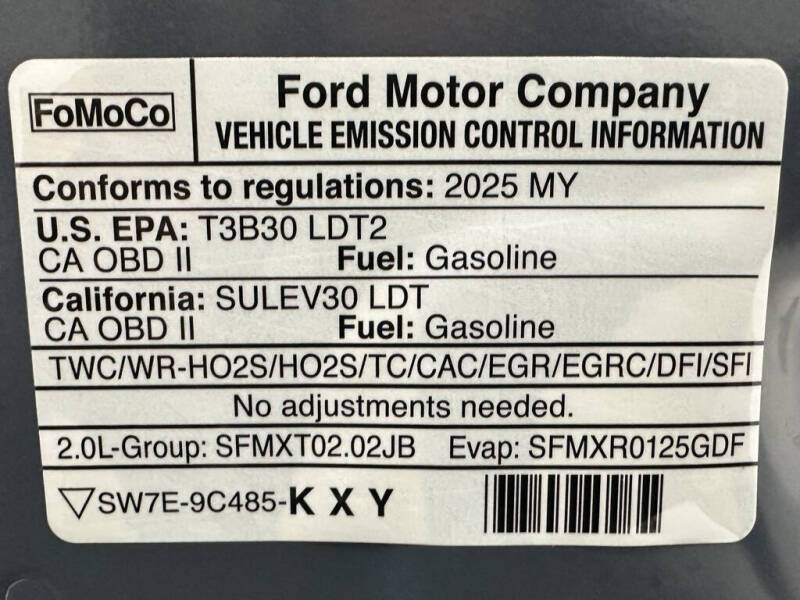 FoMoCo
Ford Motor Company
VEHICLE EMISSION CONTROL INFORMATION
Conforms to regulations: 2025 MY
U.S. EPA: T3B30 LDT2
CA OBD II Fuel: Gasoline
California: SULEV30 LDT
CA OBD II Fuel: Gasoline
TWC/WR-HO2S/HO2S/TC/CAC/EGR/EGRC/DFI/SFI
No adjustments needed.
2.0L-Group: SFMXT02.02JB Evap: SFMXR0125GDF
▽SW7E-9C485-K X Y